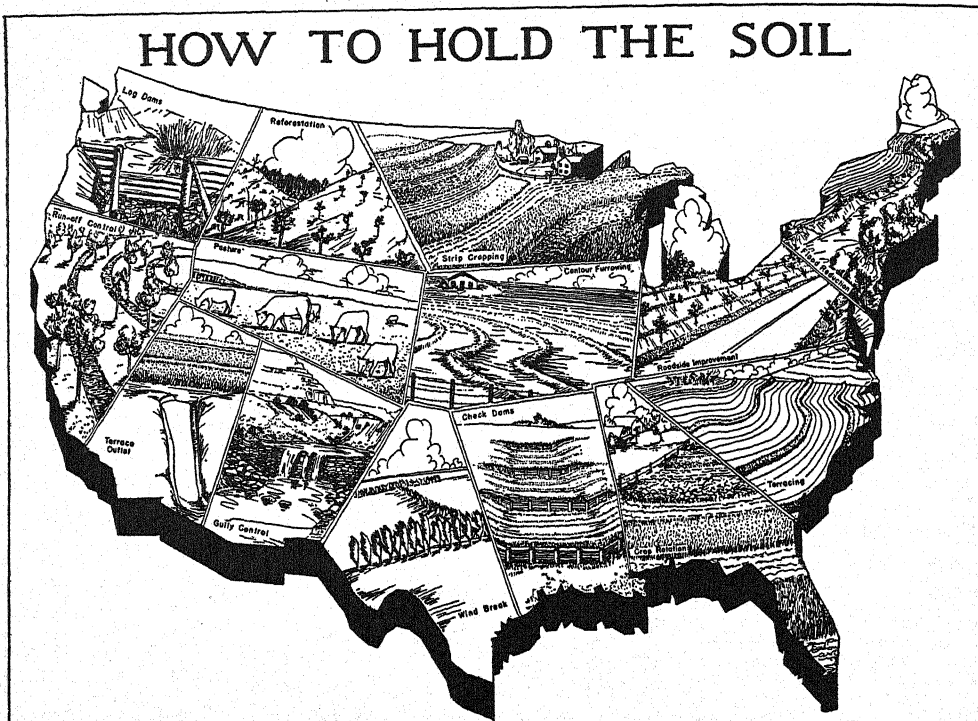 HOW TO HOLD THE SOIL
Log Dams
Reforestation
Strip Cropping
Run-off
Control
Pasture
Contour Furrowing
Roadside Improvement
Terrace
Outlet
Gully Control
Wind Break
Check Dams
Crop Rotation
Terracing